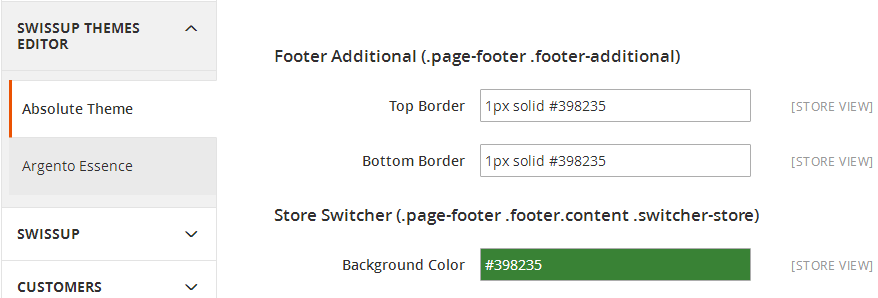 SWISSUP THEMES
EDITOR
Absolute Theme
Argento Essence
SWISSUP
CUSTOMERS
Footer Additional (.page-footer .footer-additional)
Top Border 1px solid #398235 [STORE VIEW]
Bottom Border 1px solid #398235 [STORE VIEW]
Store Switcher (.page-footer .footer.content .switcher-store)
Background Color #398235 [STORE VIEW]